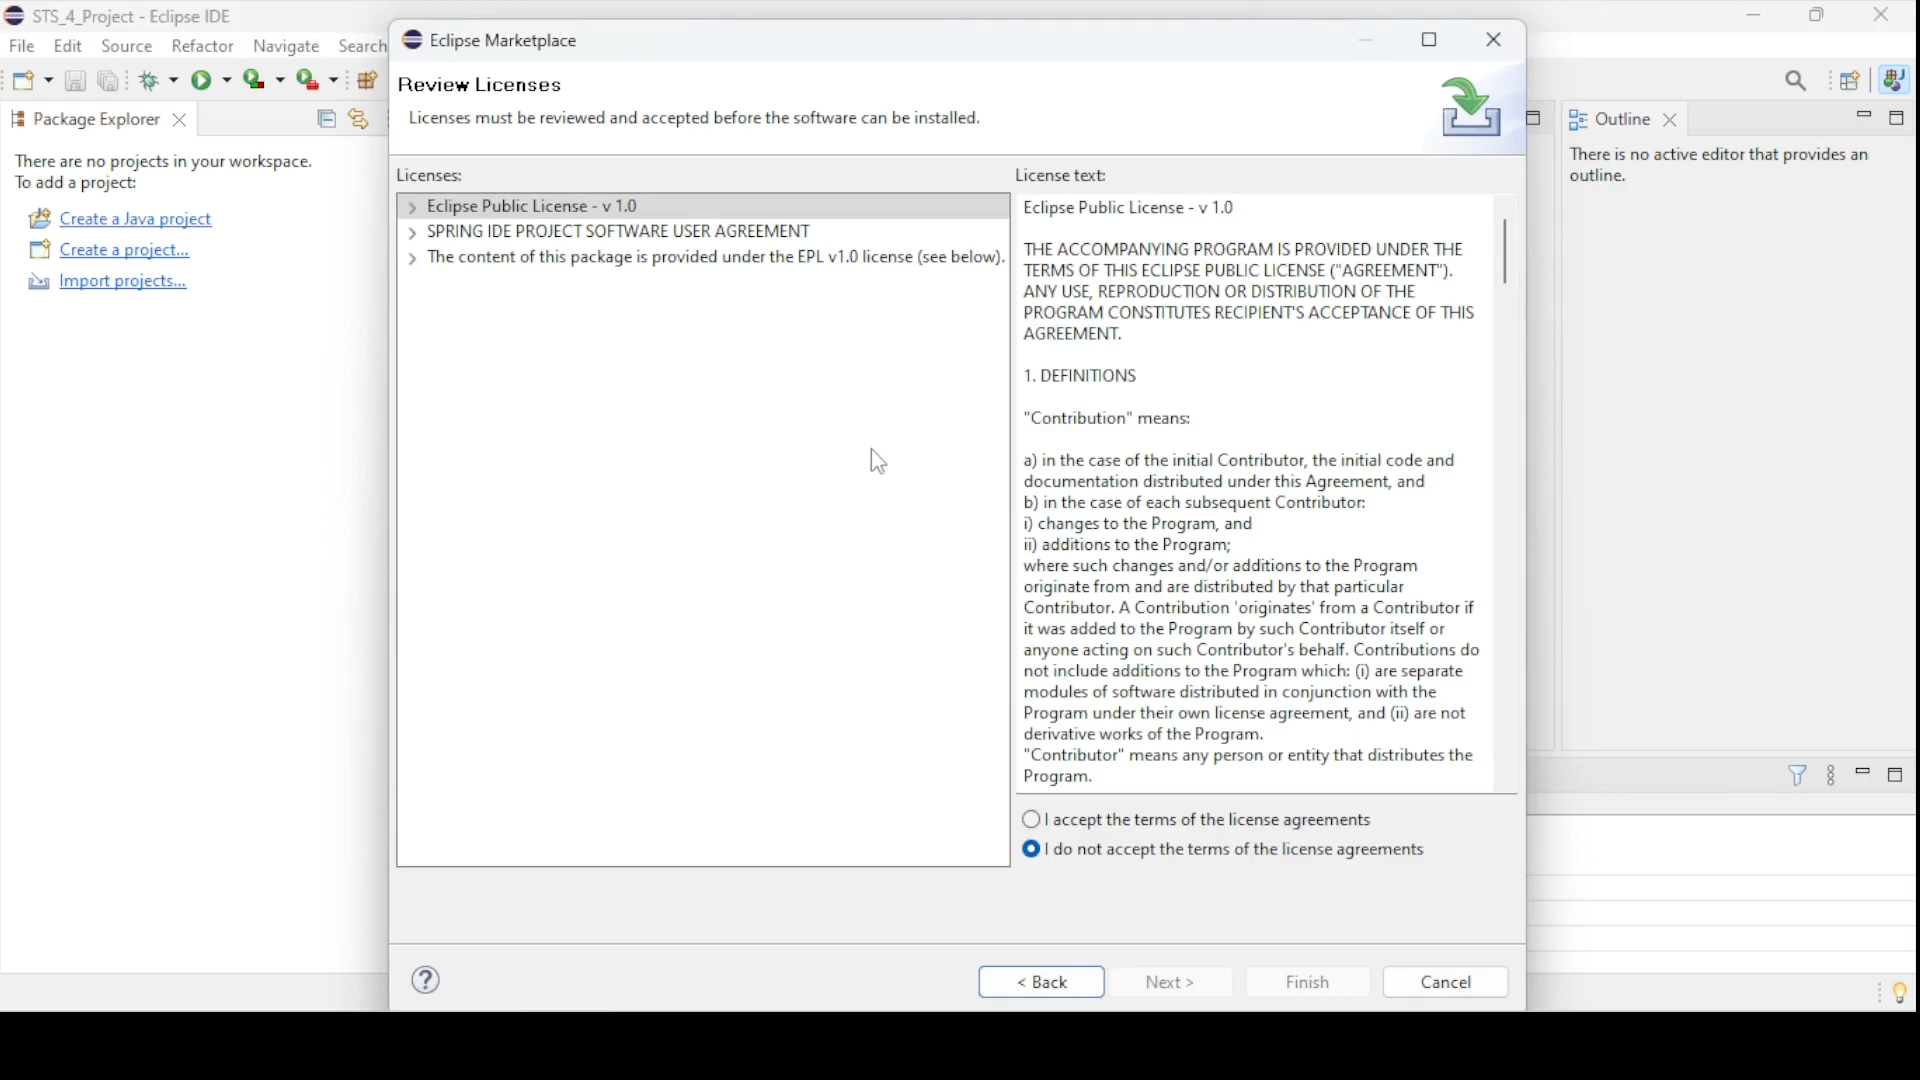 STS_4_Project - Eclipse IDE
File Edit Source Refactor Navigate Search
Package Explorer
There are no projects in your workspace.
To add a project:
Create a Java project
Create a project...
Import projects...
Eclipse Marketplace
Review Licenses
Licenses must be reviewed and accepted before the software can be installed.
Licenses:
Eclipse Public License - v 1.0
SPRING IDE PROJECT SOFTWARE USER AGREEMENT
The content of this package is provided under the EPL v1.0 license (see below).
License text:
Eclipse Public License - v 1.0
THE ACCOMPANYING PROGRAM IS PROVIDED UNDER THE
TERMS OF THIS ECLIPSE PUBLIC LICENSE ("AGREEMENT").
ANY USE, REPRODUCTION OR DISTRIBUTION OF THE
PROGRAM CONSTITUTES RECIPIENT'S ACCEPTANCE OF THIS
AGREEMENT.
1. DEFINITIONS
"Contribution" means:
a) in the case of the initial Contributor, the initial code and
documentation distributed under this Agreement, and
b) in the case of each subsequent Contributor:
i) changes to the Program, and
ii) additions to the Program;
where such changes and/or additions to the Program
originate from and are distributed by that particular
Contributor. A Contribution 'originates' from a Contributor if
it was added to the Program by such Contributor itself or
anyone acting on such Contributor's behalf. Contributions do
not include additions to the Program which: (i) are separate
modules of software distributed in conjunction with the
Program under their own license agreement, and (ii) are not
derivative works of the Program.
"Contributor" means any person or entity that distributes the
Program.
I accept the terms of the license agreements
I do not accept the terms of the license agreements
< Back
Next >
Finish
Cancel
Outline
There is no active editor that provides an
outline.